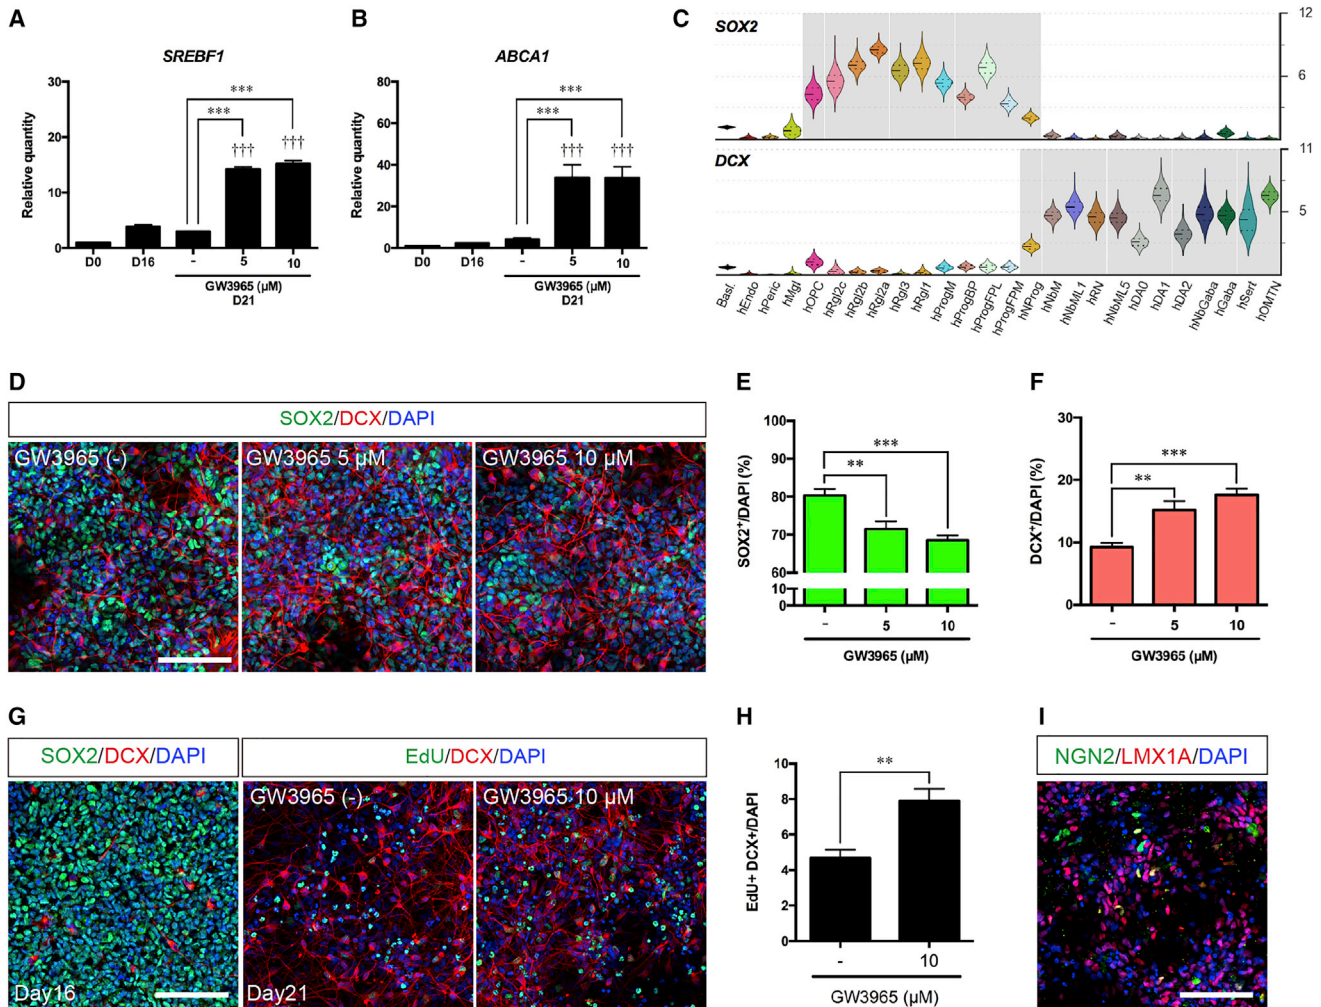 A
SREBF1
Relative quantity
30
20
10
0
***
***
†††
†††
D0
D16
-
5
10
GW3965 (µM)
D21
B
ABCA1
Relative quantity
80
60
40
20
0
***
***
†††
†††
D0
D16
-
5
10
GW3965 (µM)
D21
C
SOX2
12
6
DCX
11
5
Basl.
hEndo
hPeric
hMgl
hOPC
hRgl2c
hRgl2b
hRgl2a
hRgl3
hRgl1
hProgM
hProgBP
hProgFPL
hProgFPM
hNProg
hNbM
hNbML1
hRN
hNbML5
hDA0
hDA1
hDA2
hNbGaba
hGaba
hSert
hOMTN
D
SOX2/DCX/DAPI
GW3965 (-)
GW3965 5 µM
GW3965 10 µM
E
SOX2+/DAPI (%)
100
90
80
70
60
10
0
***
**
-
5
10
GW3965 (µM)
F
DCX+/DAPI (%)
30
20
10
0
***
**
-
5
10
GW3965 (µM)
G
SOX2/DCX/DAPI
EdU/DCX/DAPI
GW3965 (-)
GW3965 10 µM
Day16
Day21
H
EdU+ DCX+/DAPI
10
8
6
4
2
0
**
-
10
GW3965 (µM)
I
NGN2/LMX1A/DAPI